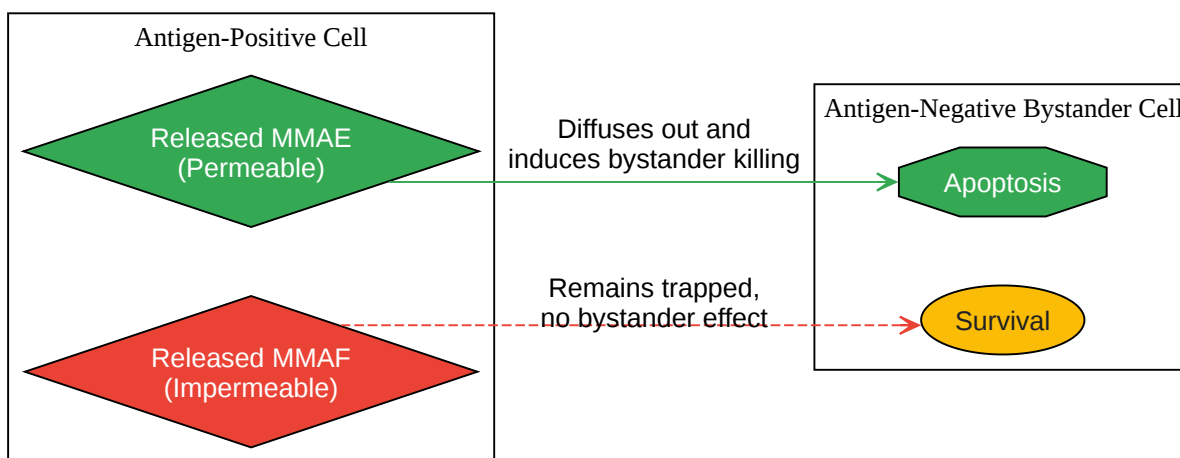 Antigen-Positive Cell
Released MMAE
(Permeable)
Diffuses out and
induces bystander killing
Antigen-Negative Bystander Cell
Apoptosis
Released MMAF
(Impermeable)
Remains trapped,
no bystander effect
Survival